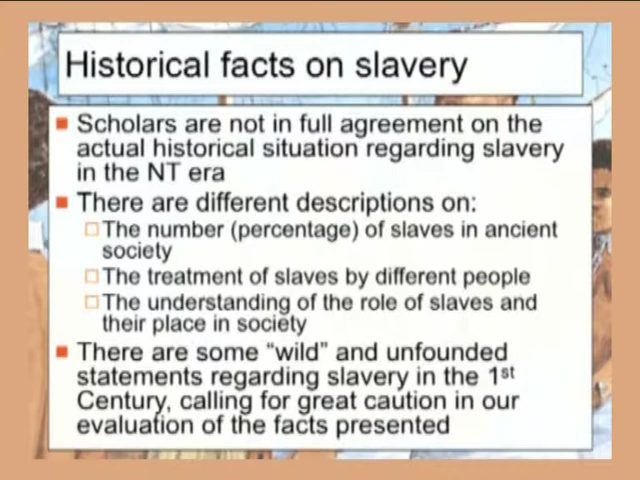 Historical facts on slavery
Scholars are not in full agreement on the
actual historical situation regarding slavery
in the NT era
There are different descriptions on:
The number (percentage) of slaves in ancient
society
The treatment of slaves by different people
The understanding of the role of slaves and
their place in society
There are some “wild” and unfounded
statements regarding slavery in the 1st
Century, calling for great caution in our
evaluation of the facts presented